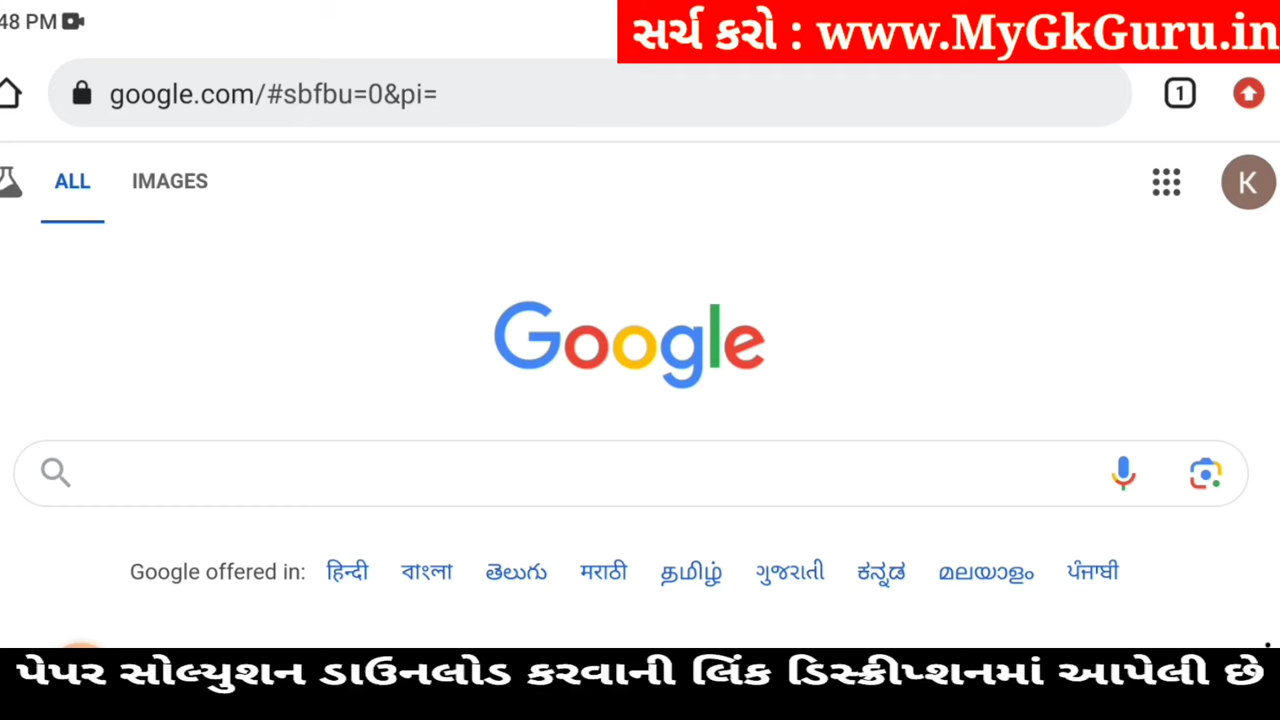 48 PM
સર્ચ કરો : www.MyGkGuru.in
google.com/#sbfbu=0&pi=
1
ALL IMAGES
K
Google
Google offered in: हिन्दी বাংলা తెలుగు मराठी தமிழ் ગુજરાતી ಕನ್ನಡ മലയാളം ਪੰਜਾਬੀ
પેપર સોલ્યુશન ડાઉનલોડ કરવાની લિંક ડિસ્ક્રીપ્શનમાં આપેલી છે